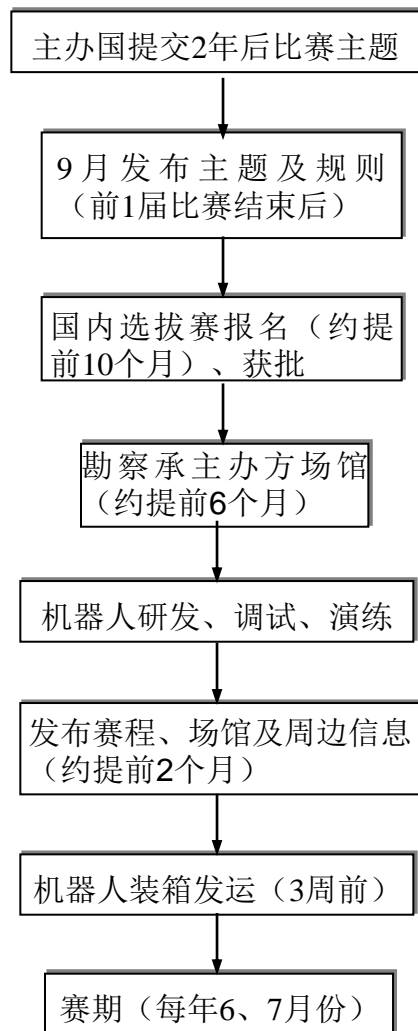 主办国提交2年后比赛主题
9月发布主题及规则
（前1届比赛结束后）
国内选拔赛报名（约提
前10个月）、获批
勘察承主办方场馆
（约提前6个月）
机器人研发、调试、演练
发布赛程、场馆及周边信息
（约提前2个月）
机器人装箱发运（3周前）
赛期（每年6、7月份）